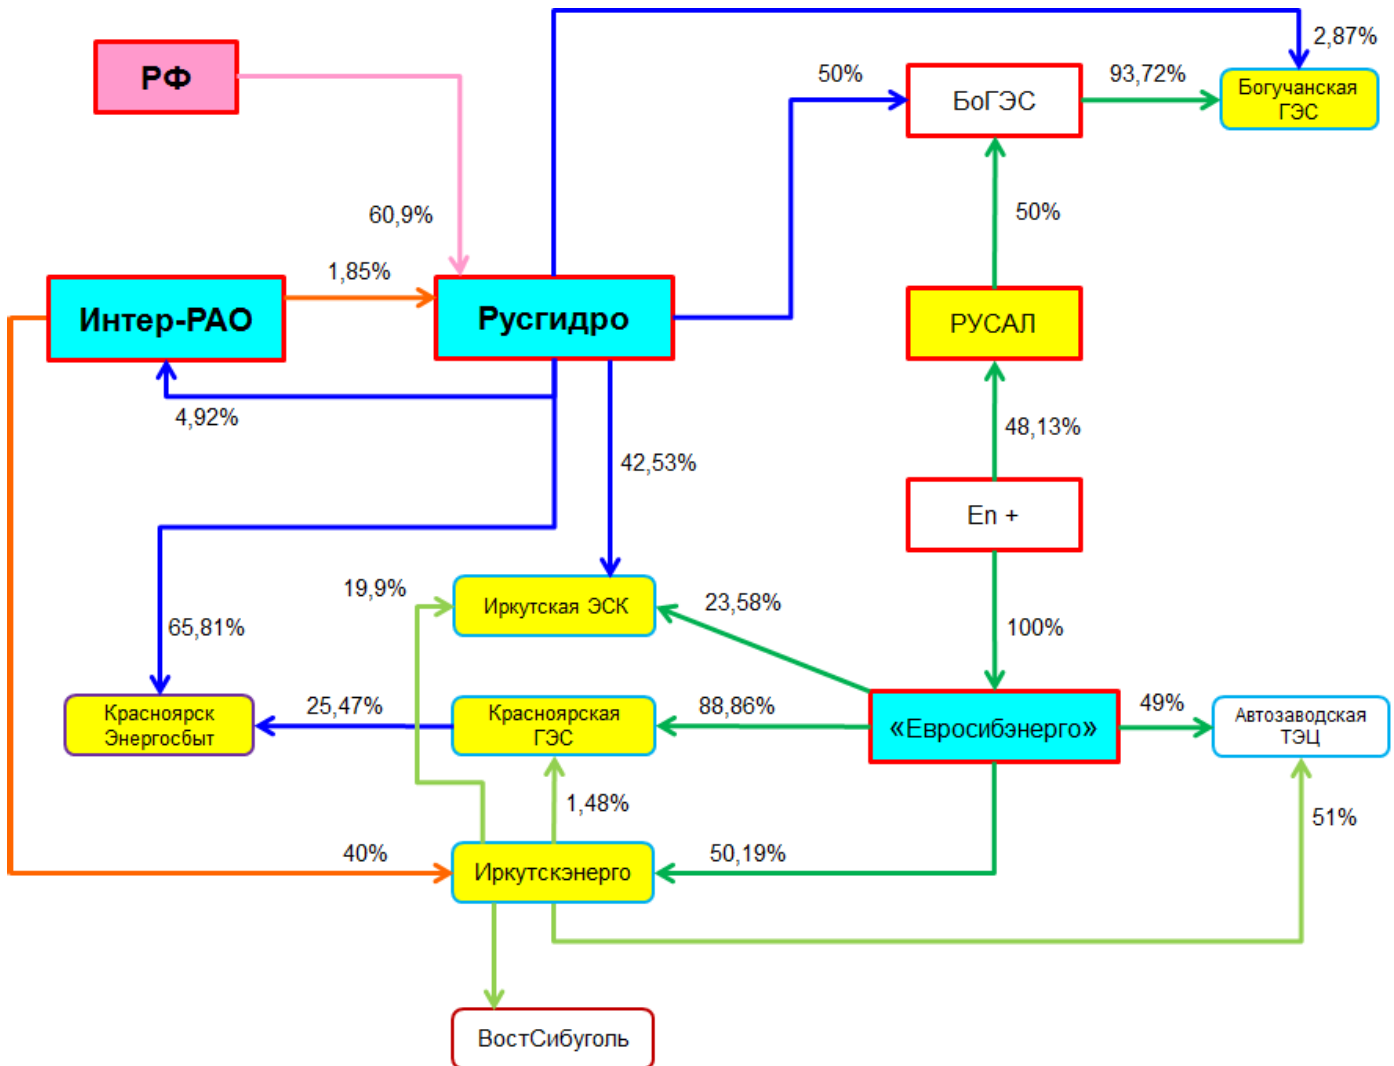 2,87%
РФ
50%
БоГЭС
93,72%
Богучанская
ГЭС
60,9%
50%
1,85%
Интер-РАО
Русгидро
РУСАЛ
4,92%
48,13%
42,53%
En +
19,9%
Иркутская ЭСК
23,58%
65,81%
100%
Красноярск
Энергосбыт
25,47%
Красноярская
ГЭС
88,86%
«Евросибэнерго»
49%
Автозаводская
ТЭЦ
1,48%
51%
40%
Иркутскэнерго
50,19%
ВостСибуголь